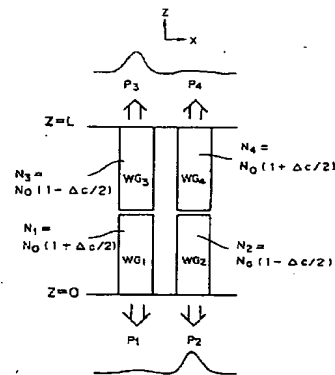 Z
X
P3 P4
Z=L
N3=
N0(1-Δc/2)
WG3
WG4
N4=
N0(1+Δc/2)
N1=
N0(1+Δc/2)
WG1
WG2
N2=
N0(1-Δc/2)
Z=0
P1 P2